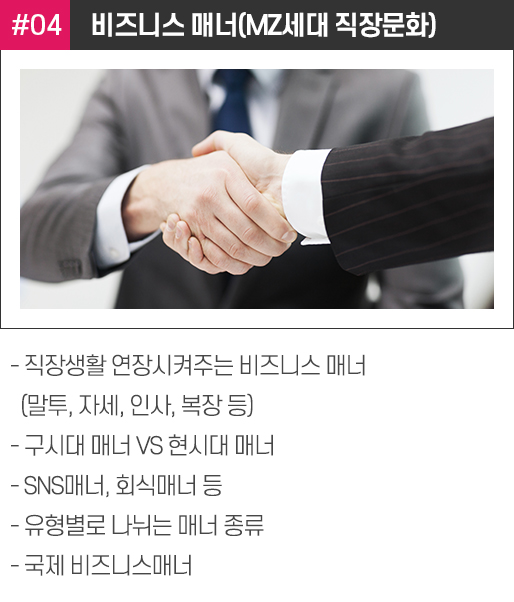 #04 비즈니스 매너(MZ세대 직장문화)
- 직장생활 연장시켜주는 비즈니스 매너
(말투, 자세, 인사, 복장 등)
- 구시대 매너 VS 현시대 매너
- SNS매너, 회식매너 등
- 유형별로 나뉘는 매너 종류
- 국제 비즈니스매너